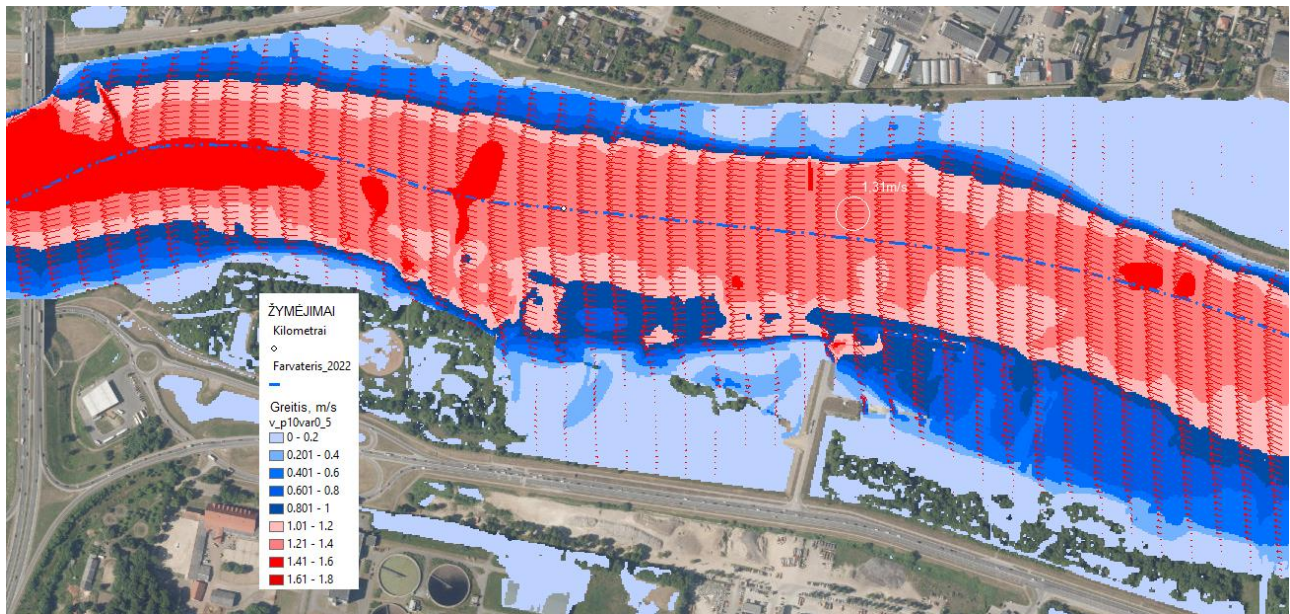 1.31m/s
ŽYMĖJIMAI
Kilometrai
Farvateris_2022
Greitis, m/s
v_p10var0_5
0 - 0.2
0.201 - 0.4
0.401 - 0.6
0.601 - 0.8
0.801 - 1
1.01 - 1.2
1.21 - 1.4
1.41 - 1.6
1.61 - 1.8